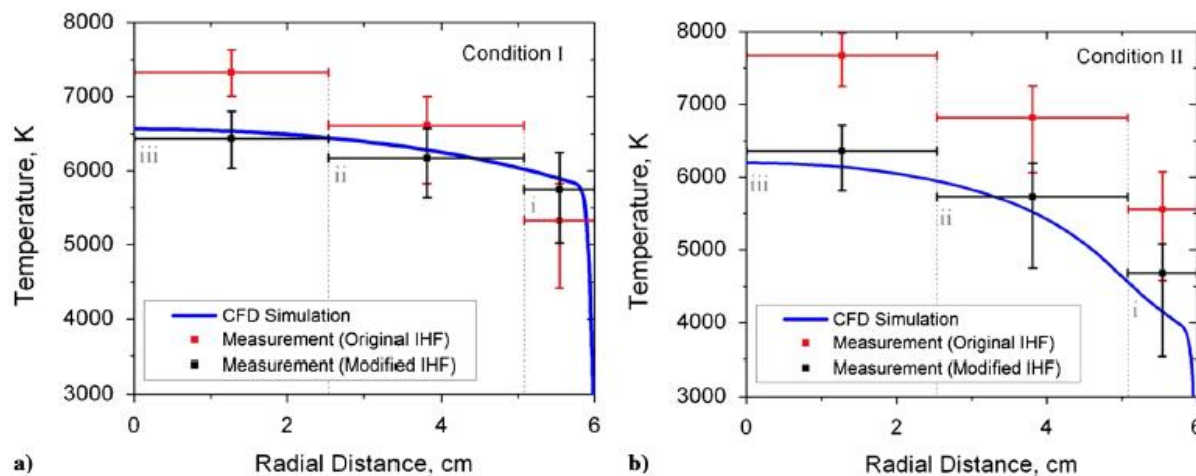 8000
Condition I
7000
6000
iii
ii
i
5000
4000
3000
Temperature, K
CFD Simulation
Measurement (Original IHF)
Measurement (Modified IHF)
0
2
4
6
Radial Distance, cm
a)
8000
Condition II
7000
6000
iii
ii
i
5000
4000
3000
Temperature, K
CFD Simulation
Measurement (Original IHF)
Measurement (Modified IHF)
0
2
4
6
Radial Distance, cm
b)